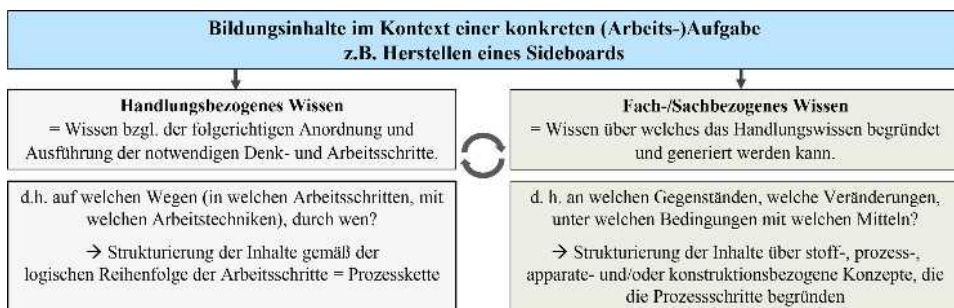 Bildungsinhalte im Kontext einer konkreten (Arbeits-)Aufgabe
z.B. Herstellen eines Sideboards
Handlungsbezogenes Wissen
= Wissen bzgl. der folgerichtigen Anordnung und
Ausführung der notwendigen Denk- und Arbeitsschritte.
d.h. auf welchen Wegen (in welchen Arbeitsschritten, mit
welchen Arbeitstechniken), durch wen?
→ Strukturierung der Inhalte gemäß der
logischen Reihenfolge der Arbeitsschritte = Prozesskette
Fach-/Sachbezogenes Wissen
= Wissen über welches das Handlungswissen begründet
und generiert werden kann.
d. h. an welchen Gegenständen, welche Veränderungen,
unter welchen Bedingungen mit welchen Mitteln?
→ Strukturierung der Inhalte über stoff-, prozess-,
apparate- und/oder konstruktionsbezogene Konzepte, die
die Prozessschritte begründen